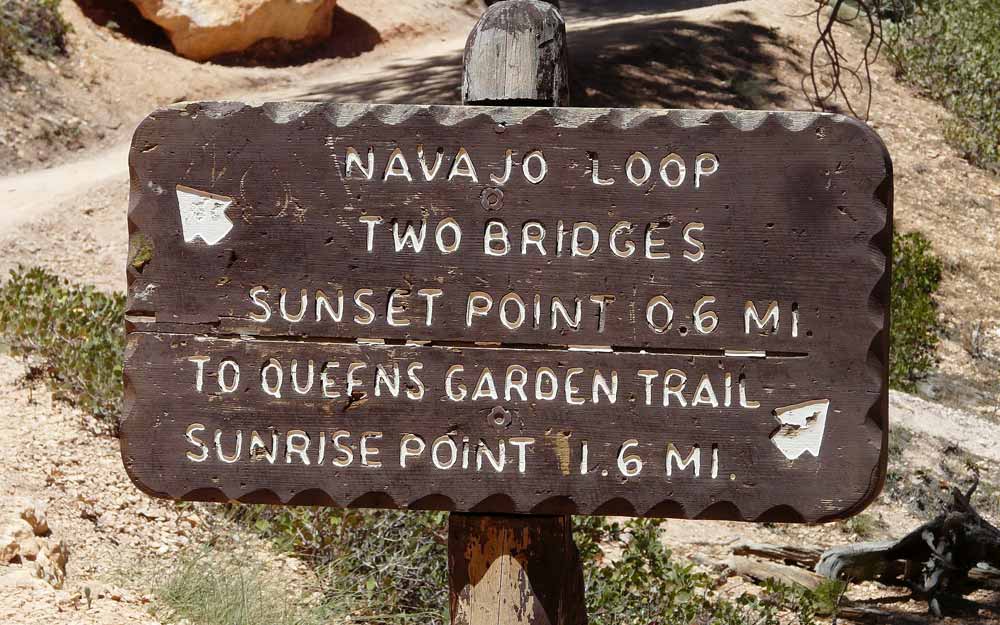 NAVAJO LOOP
TWO BRIDGES
SUNSET POINT 0.6 MI.
TO QUEENS GARDEN TRAIL
SUNRISE POINT 1.6 MI.